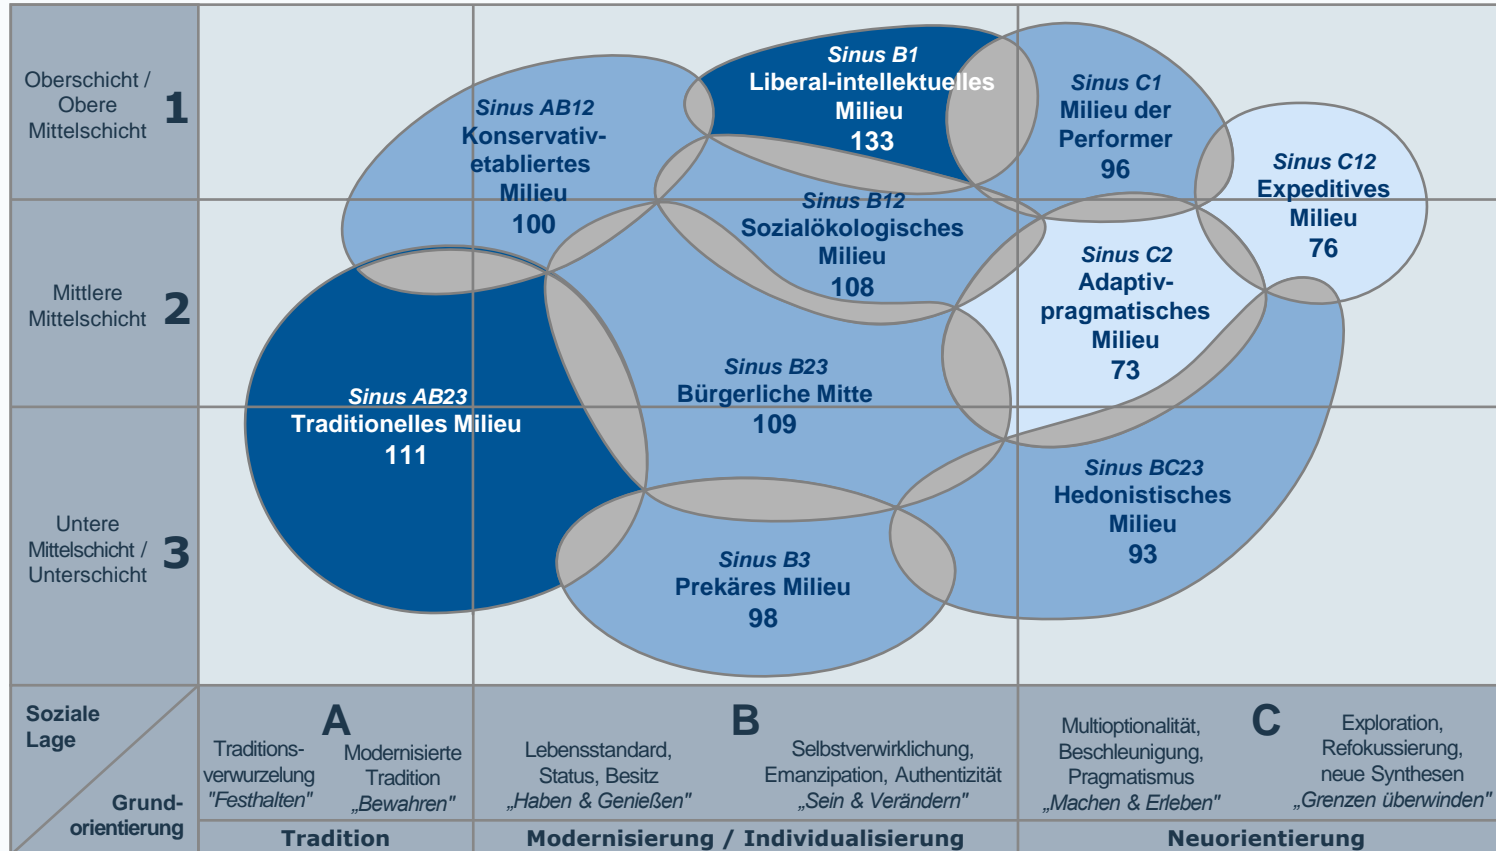 Oberschicht /
Obere
Mittelschicht
1
Mittlere
Mittelschicht
2
Untere
Mittelschicht /
Unterschicht
3
Sinus AB12
Konservativ-
etabliertes
Milieu
100
Sinus B1
Liberal-intellektuelles
Milieu
133
Sinus C1
Milieu der
Performer
96
Sinus C12
Expeditives
Milieu
76
Sinus B12
Sozialökologisches
Milieu
108
Sinus C2
Adaptiv-
pragmatisches
Milieu
73
Sinus AB23
Traditionelles Milieu
111
Sinus B23
Bürgerliche Mitte
109
Sinus BC23
Hedonistisches
Milieu
93
Sinus B3
Prekäres Milieu
98
Soziale
Lage
Grund-
orientierung
A
Traditions-
verwurzelung
"Festhalten"
Modernisierte
Tradition
„Bewahren"
Tradition
B
Lebensstandard,
Status, Besitz
„Haben & Genießen"
Selbstverwirklichung,
Emanzipation, Authentizität
„Sein & Verändern"
Modernisierung / Individualisierung
C
Multioptionalität,
Beschleunigung,
Pragmatismus
„Machen & Erleben"
Exploration,
Refokussierung,
neue Synthesen
„Grenzen überwinden"
Neuorientierung